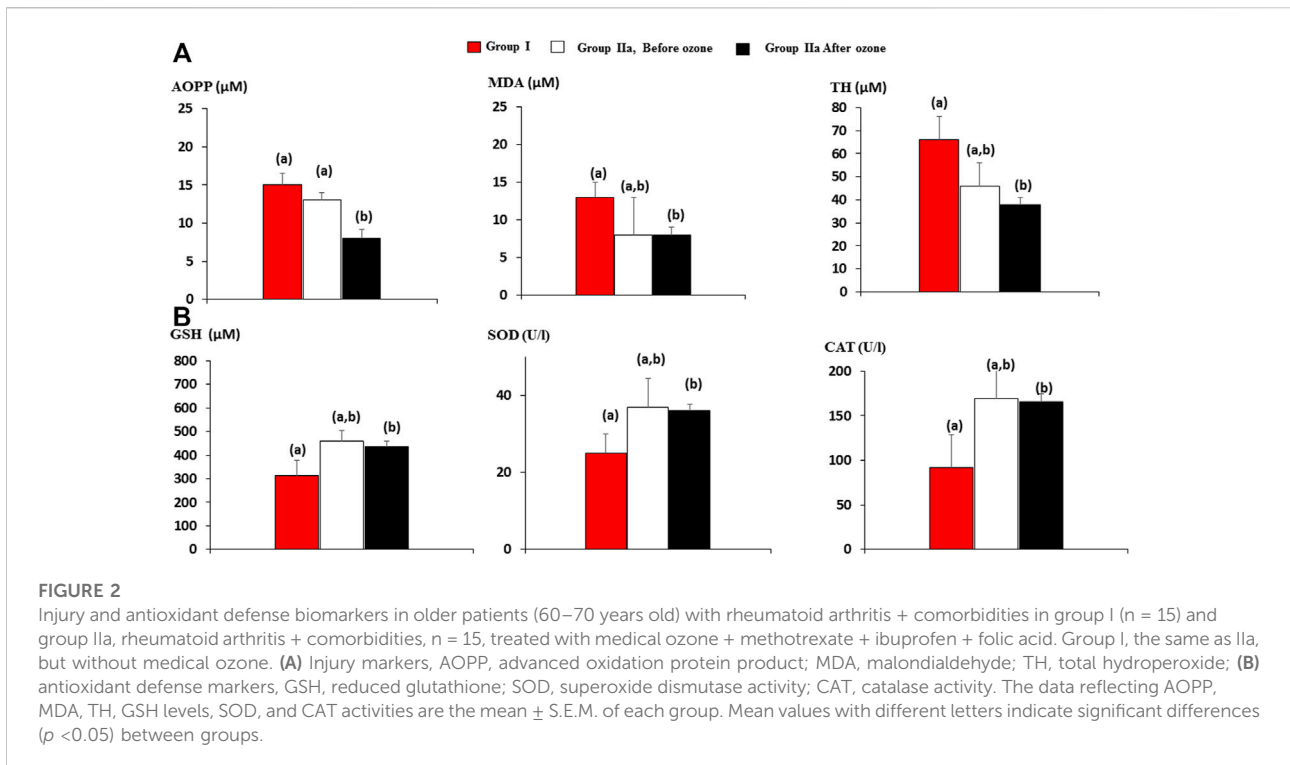 A
Group I
Group IIa, Before ozone
Group IIa After ozone
AOPP (µM)
25
20
15
10
5
0
(a)
(a)
(b)
MDA (µM)
25
20
15
10
5
0
(a)
(a,b)
(b)
TH (µM)
80
70
60
50
40
30
20
10
0
(a)
(a,b)
(b)
B
GSH (µM)
800
700
600
500
400
300
200
100
0
(a)
(a,b)
(b)
SOD (U/l)
40
20
0
(a)
(a,b)
(b)
CAT (U/l)
200
150
100
50
0
(a)
(a,b)
(b)
FIGURE 2
Injury and antioxidant defense biomarkers in older patients (60–70 years old) with rheumatoid arthritis + comorbidities in group I (n = 15) and
group IIa, rheumatoid arthritis + comorbidities, n = 15, treated with medical ozone + methotrexate + ibuprofen + folic acid. Group I, the same as IIa,
but without medical ozone. (A) Injury markers, AOPP, advanced oxidation protein product; MDA, malondialdehyde; TH, total hydroperoxide; (B)
antioxidant defense markers, GSH, reduced glutathione; SOD, superoxide dismutase activity; CAT, catalase activity. The data reflecting AOPP,
MDA, TH, GSH levels, SOD, and CAT activities are the mean ± S.E.M. of each group. Mean values with different letters indicate significant differences
(p <0.05) between groups.